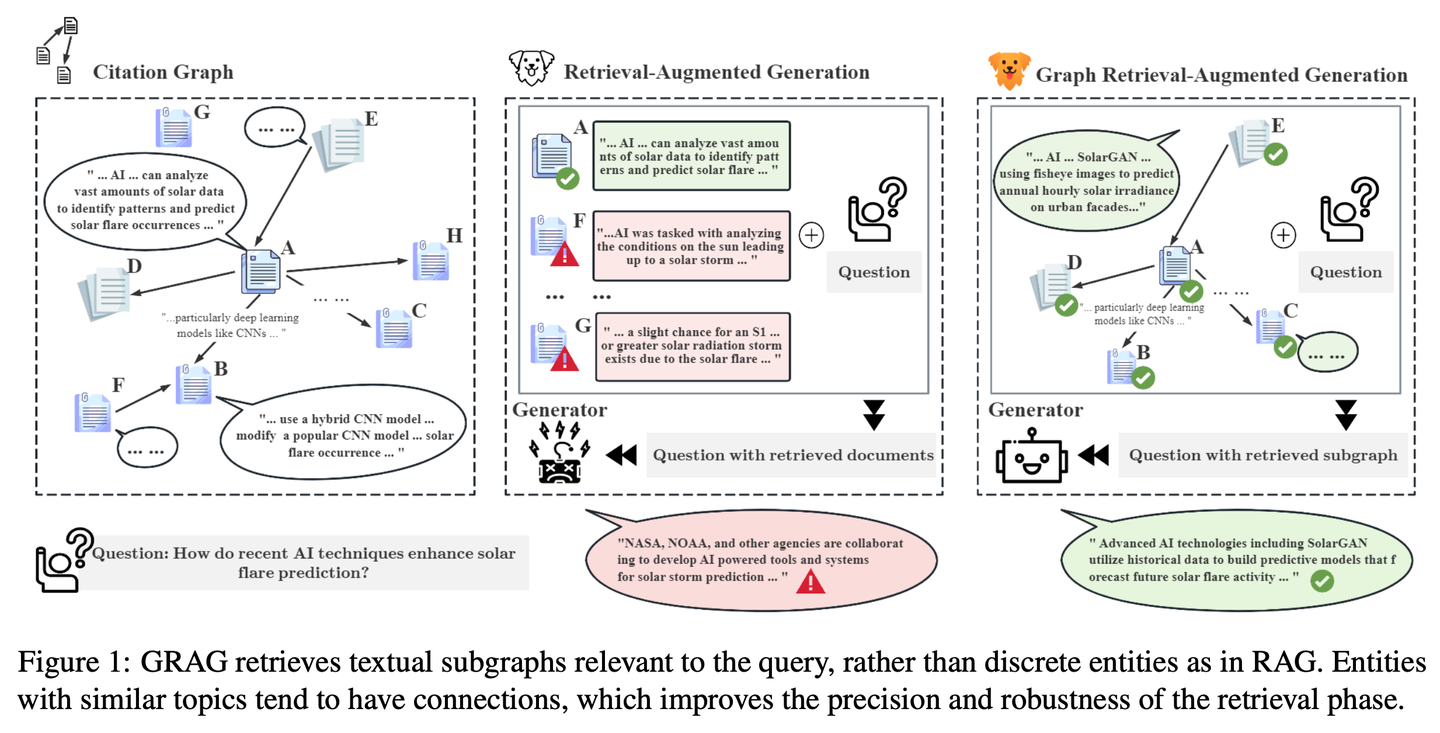 Citation Graph
G
... ...
E
" ... AI ... can analyze
vast amounts of solar data
to identify patterns and predict
solar flare occurrences ... "
A
H
D
... ...
C
"...particularly deep learning
models like CNNs ... "
B
F
... ...
"... use a hybrid CNN model ...
modify a popular CNN model ... solar
flare occurrence ... "
Question: How do recent AI techniques enhance solar
flare prediction?
Retrieval-Augmented Generation
A
"... AI ... can analyze vast amou
nts of solar data to identify patt
erns and predict solar flare ... "
F
"...AI was tasked with analyzing
the conditions on the sun leading
up to a solar storm ... "
... ...
G
" ... a slight chance for an S1 ...
or greater solar radiation storm
exists due to the solar flare ... "
Question
Generator
Question with retrieved documents
"NASA, NOAA, and other agencies are collaborat
ing to develop AI powered tools and systems
for solar storm prediction ... "
Graph Retrieval-Augmented Generation
E
"... AI ... SolarGAN ...
using fisheye images to predict
annual hourly solar irradiance
on urban facades..."
A
D
... ...
"...particularly deep learning
models like CNNs ... "
C
B
... ...
Question
Generator
Question with retrieved subgraph
" Advanced AI technologies including SolarGAN
utilize historical data to build predictive models that f
orecast future solar flare activity ... "
Figure 1: GRAG retrieves textual subgraphs relevant to the query, rather than discrete entities as in RAG. Entities
with similar topics tend to have connections, which improves the precision and robustness of the retrieval phase.